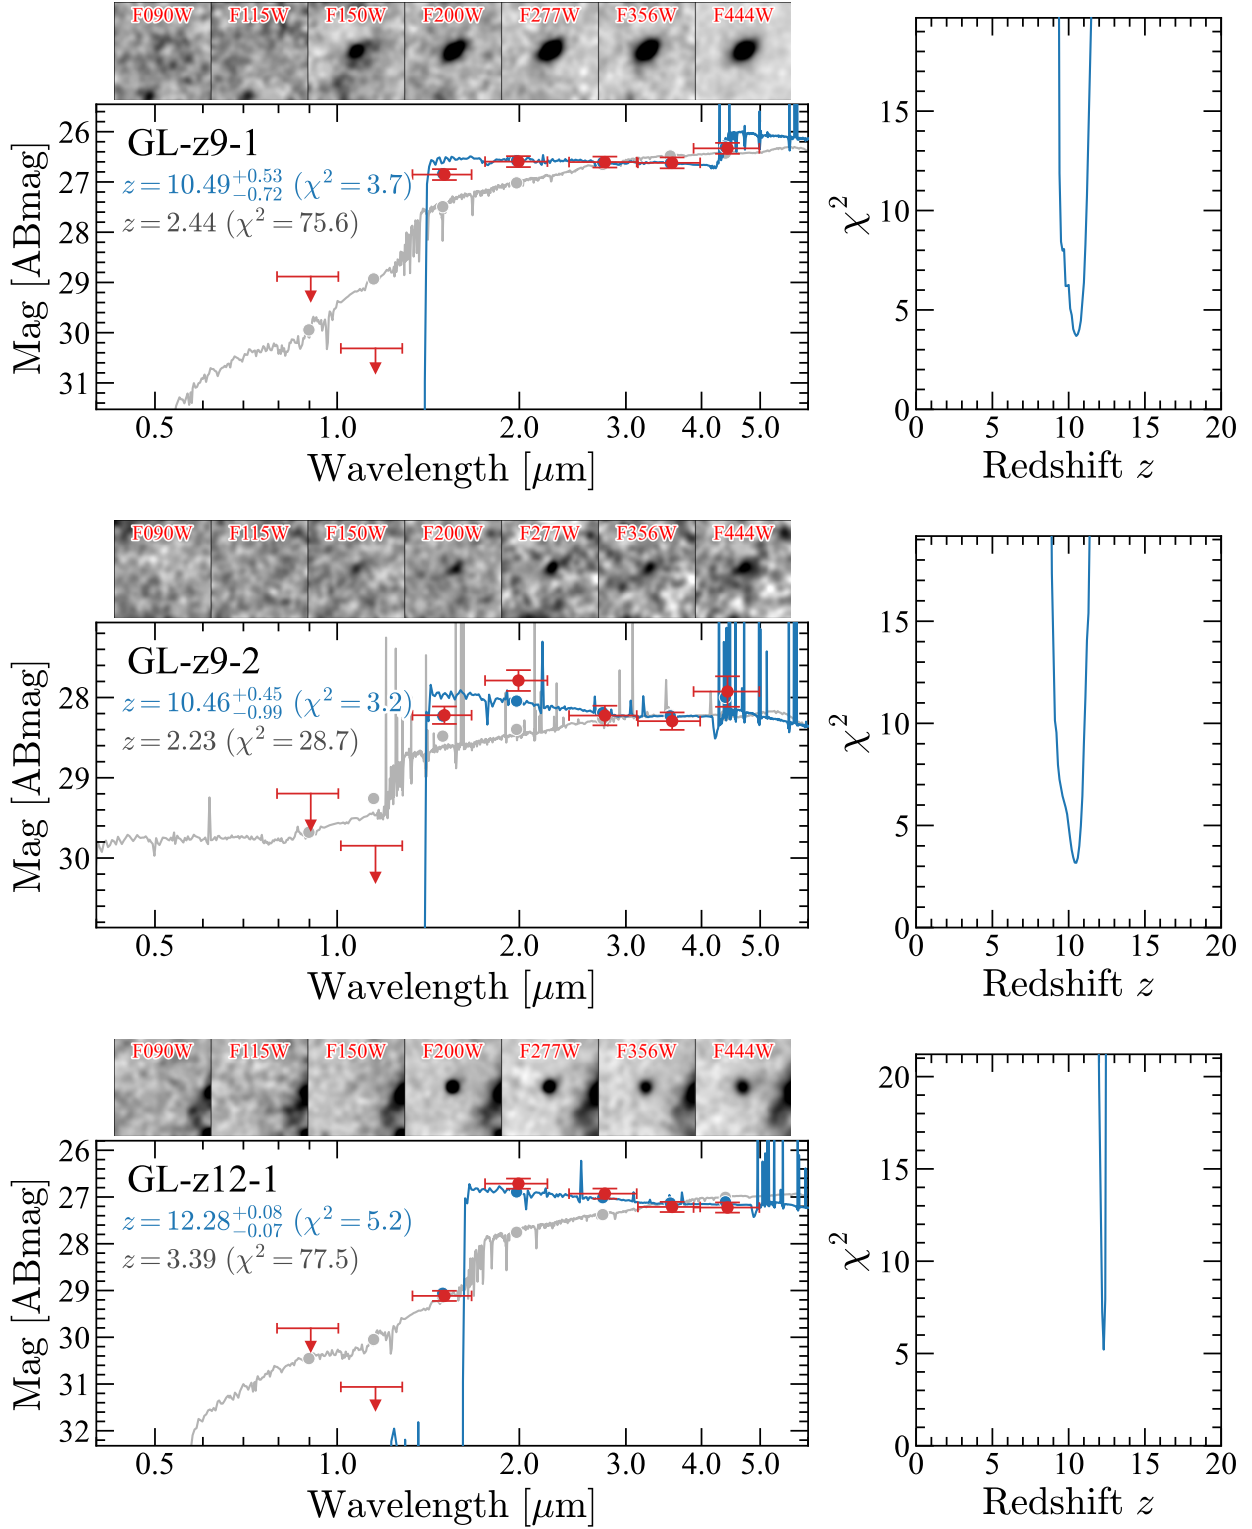 F090W F115W F150W F200W F277W F356W F444W
GL-z9-1
z = 10.49 +0.53 −0.72 (χ² = 3.7)
z = 2.44 (χ² = 75.6)
Mag [ABmag]
26
27
28
29
30
31
0.5 1.0 2.0 3.0 4.0 5.0
Wavelength [μm]
χ²
15
10
5
0
0 5 10 15 20
Redshift z
F090W F115W F150W F200W F277W F356W F444W
GL-z9-2
z = 10.46 +0.45 −0.99 (χ² = 3.2)
z = 2.23 (χ² = 28.7)
Mag [ABmag]
28
29
30
0.5 1.0 2.0 3.0 4.0 5.0
Wavelength [μm]
χ²
15
10
5
0
0 5 10 15 20
Redshift z
F090W F115W F150W F200W F277W F356W F444W
GL-z12-1
z = 12.28 +0.08 −0.07 (χ² = 5.2)
z = 3.39 (χ² = 77.5)
Mag [ABmag]
26
27
28
29
30
31
32
0.5 1.0 2.0 3.0 4.0 5.0
Wavelength [μm]
χ²
20
15
10
5
0
0 5 10 15 20
Redshift z